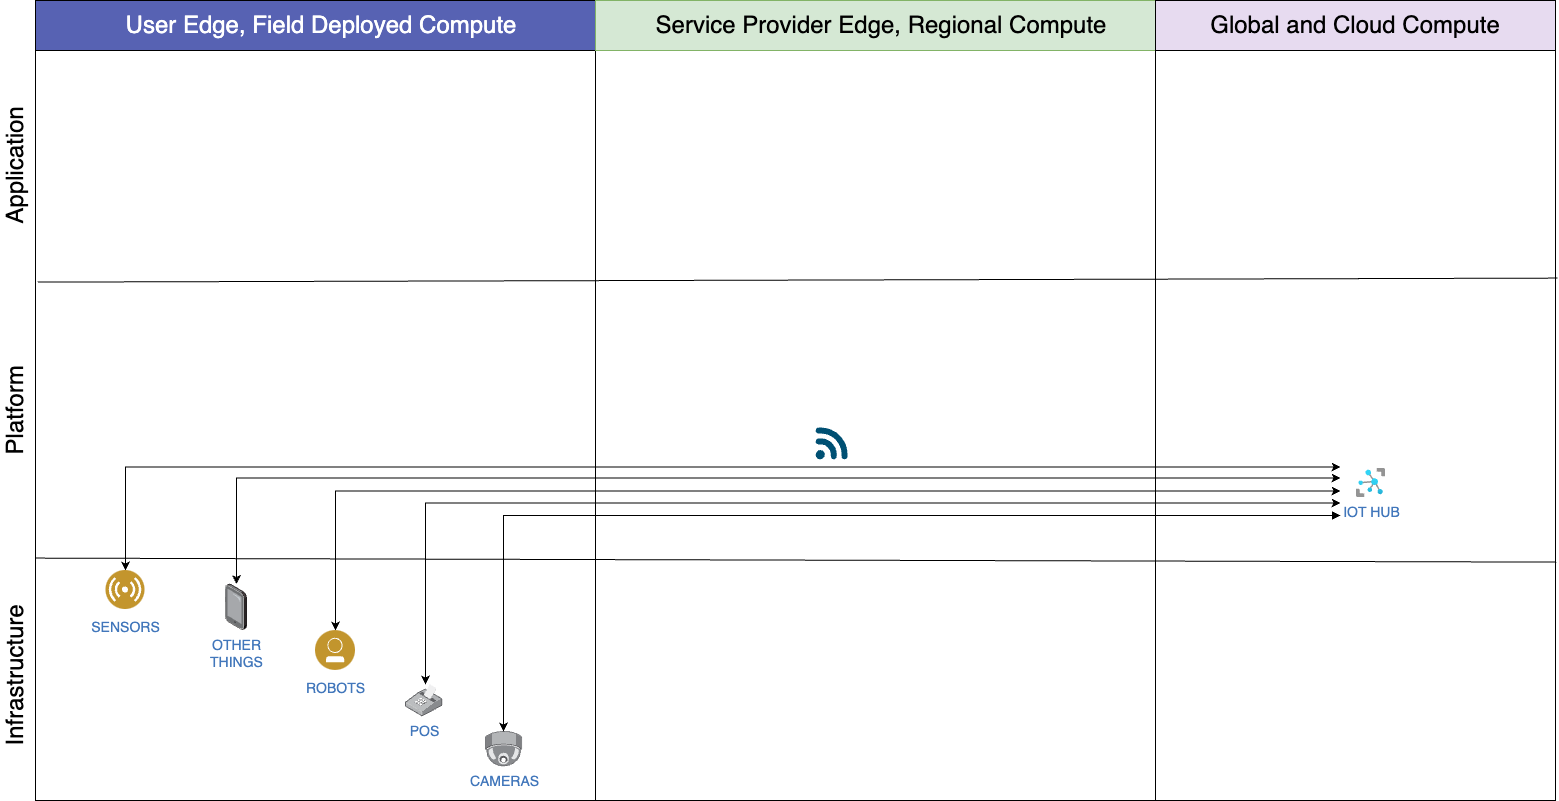 User Edge, Field Deployed Compute
Service Provider Edge, Regional Compute
Global and Cloud Compute
Application
Platform
IOT HUB
Infrastructure
SENSORS
OTHER
THINGS
ROBOTS
POS
CAMERAS